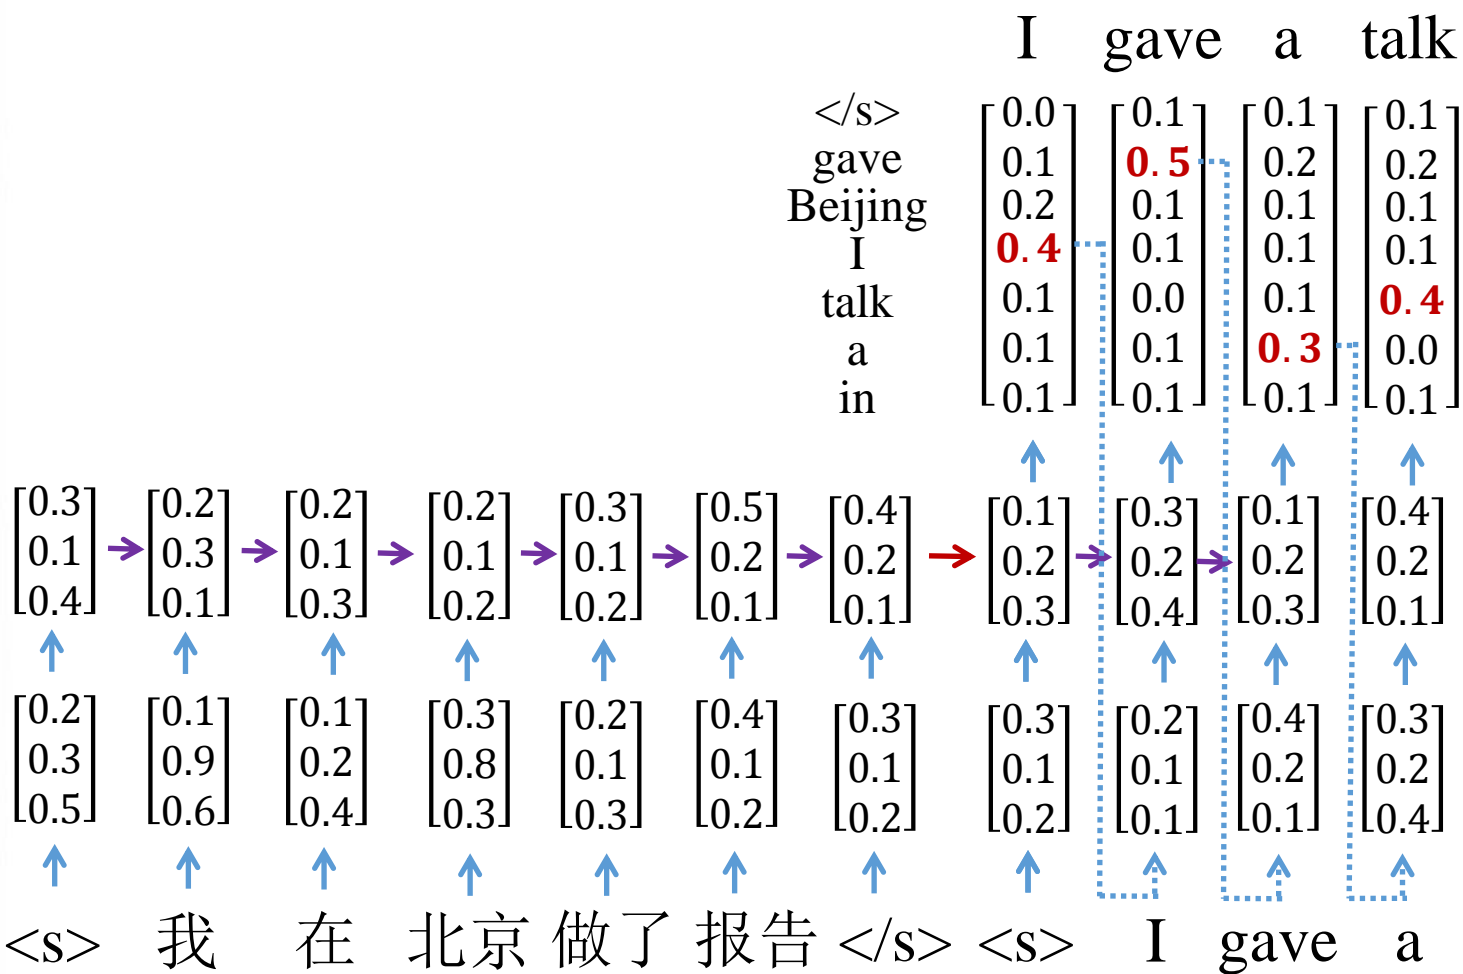 I gave a talk
</s> 0.0 0.1 0.1 0.1
gave 0.1 0.5 0.2 0.2
Beijing 0.2 0.1 0.1 0.1
I 0.4 0.1 0.1 0.1
talk 0.1 0.0 0.1 0.4
a 0.1 0.1 0.3 0.0
in 0.1 0.1 0.1 0.1
0.3 0.2 0.2 0.2 0.3 0.5 0.4 0.1 0.3 0.1 0.4
0.1 0.3 0.1 0.1 0.1 0.2 0.2 0.2 0.2 0.2 0.2
0.4 0.1 0.3 0.2 0.2 0.1 0.1 0.3 0.4 0.3 0.1
0.2 0.1 0.1 0.3 0.2 0.4 0.3 0.3 0.2 0.4 0.3
0.3 0.9 0.2 0.8 0.1 0.1 0.1 0.1 0.1 0.2 0.2
0.5 0.6 0.4 0.3 0.3 0.2 0.2 0.2 0.1 0.1 0.4
<s> 我 在 北京 做了 报告 </s> <s> I gave a